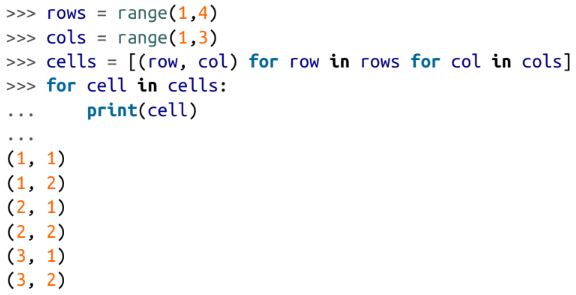 >>> rows = range(1,4)
>>> cols = range(1,3)
>>> cells = [(row, col) for row in rows for col in cols]
>>> for cell in cells:
...     print(cell)
...
(1, 1)
(1, 2)
(2, 1)
(2, 2)
(3, 1)
(3, 2)